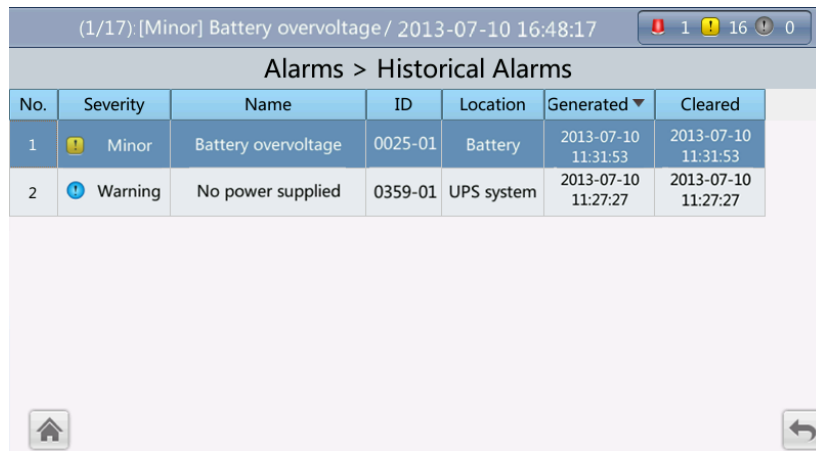 (1/17):[Minor] Battery overvoltage / 2013-07-10 16:48:17 1 16 0
Alarms > Historical Alarms
No. Severity Name ID Location Generated Cleared
1 Minor Battery overvoltage 0025-01 Battery 2013-07-10 11:31:53 2013-07-10 11:31:53
2 Warning No power supplied 0359-01 UPS system 2013-07-10 11:27:27 2013-07-10 11:27:27